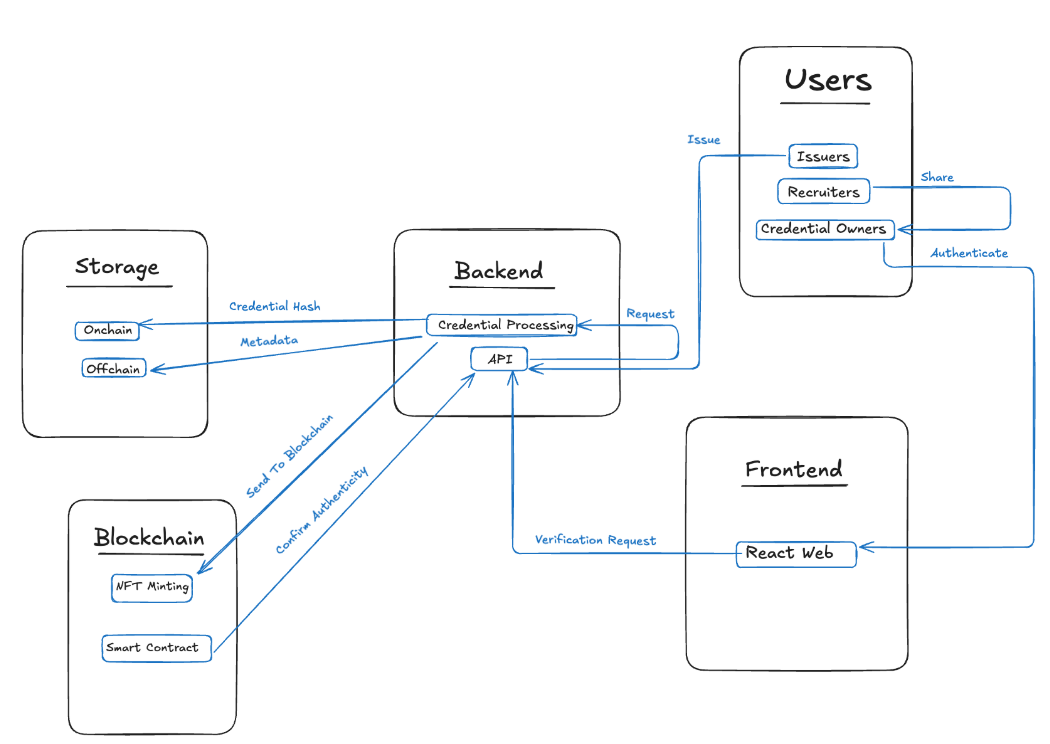 Users
Issue
Issuers
Share
Recruiters
Credential Owners
Authenticate
Storage
Backend
Credential Hash
Request
Onchain
Credential Processing
Metadata
API
Offchain
Send To Blockchain
Confirm Authenticity
Frontend
Blockchain
Verification Request
React Web
NFT Minting
Smart Contract